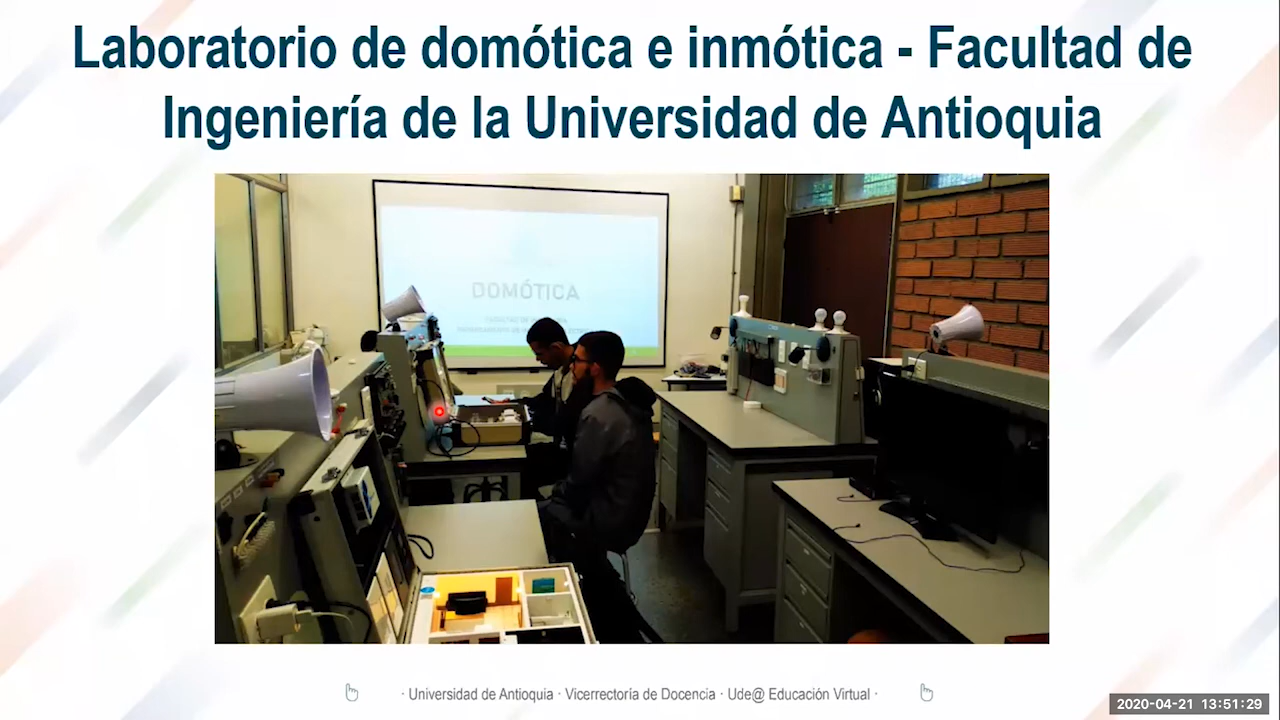 Laboratorio de domótica e inmótica - Facultad de
Ingeniería de la Universidad de Antioquia
DOMÓTICA
· Universidad de Antioquia · Vicerrectoría de Docencia · Ude@ Educación Virtual ·
2020-04-21 13:51:29